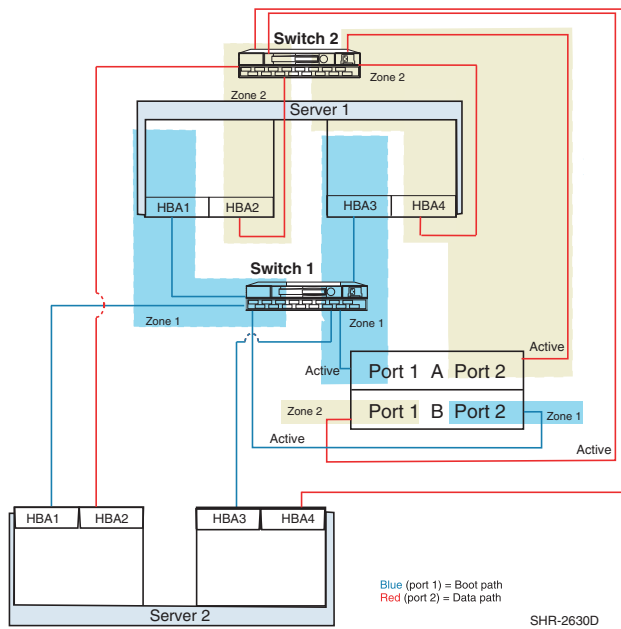 Switch 2
Zone 2
Zone 2
Server 1
HBA1 HBA2 HBA3 HBA4
Switch 1
Zone 1
Zone 1
Active
Active
Port 1 A Port 2
Zone 2 Port 1 B Port 2 Zone 1
Active
Active
HBA1 HBA2 HBA3 HBA4
Blue (port 1) = Boot path
Red (port 2) = Data path
Server 2
SHR-2630D